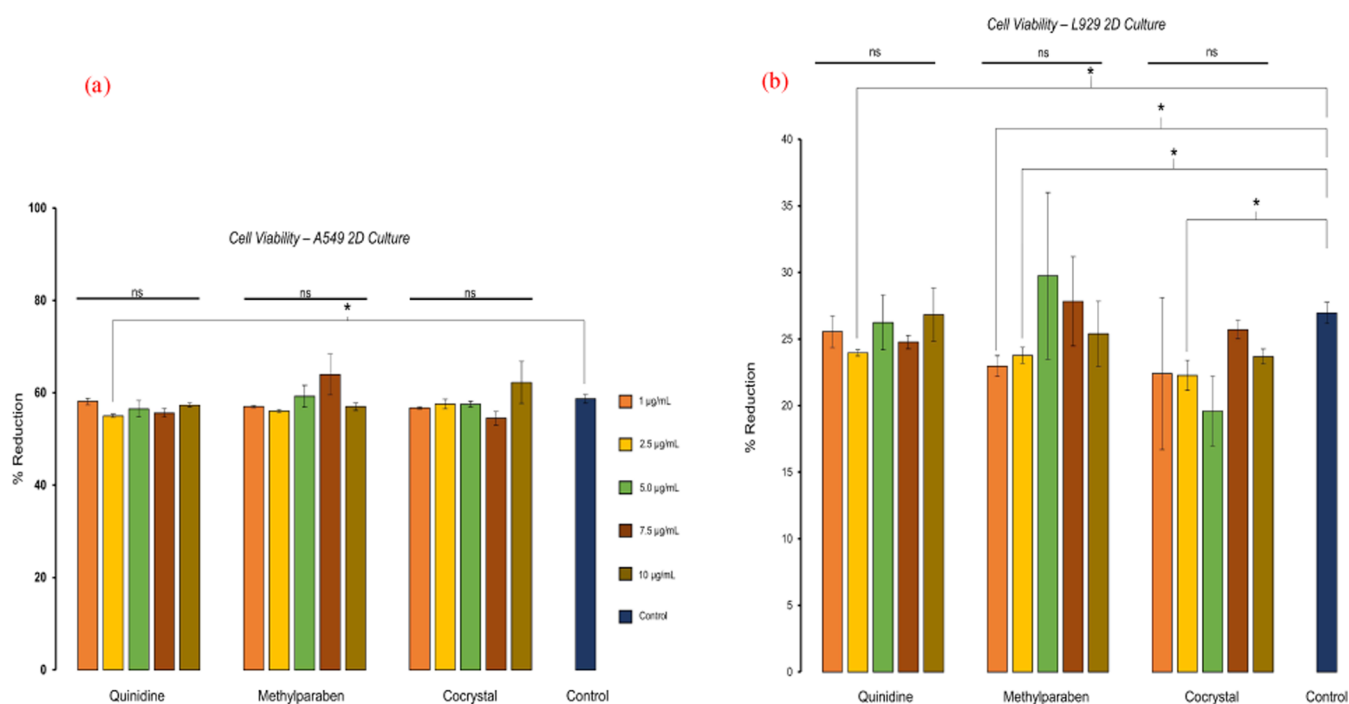 (a)
Cell Viability – A549 2D Culture
ns
ns
ns
*
100
80
60
40
20
0
% Reduction
Quinidine
Methylparaben
Cocrystal
Control
1 µg/mL
2.5 µg/mL
5.0 µg/mL
7.5 µg/mL
10 µg/mL
Control
(b)
Cell Viability – L929 2D Culture
ns
ns
ns
*
*
*
*
40
35
30
25
20
15
10
5
0
% Reduction
Quinidine
Methylparaben
Cocrystal
Control